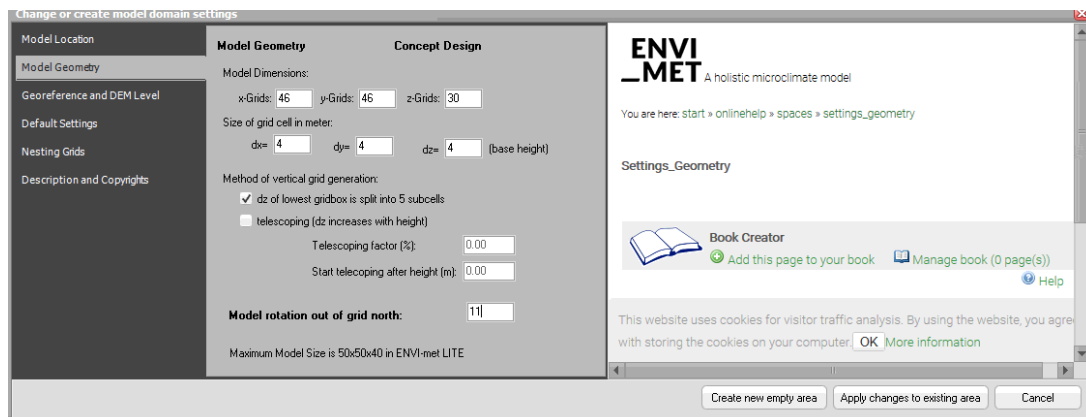 Change or create model domain settings
Model Location
Model Geometry
Georeference and DEM Level
Default Settings
Nesting Grids
Description and Copyrights
Model Geometry Concept Design
Model Dimensions:
x-Grids: 46 y-Grids: 46 z-Grids: 30
Size of grid cell in meter:
dx= 4 dy= 4 dz= 4 (base height)
Method of vertical grid generation:
dz of lowest gridbox is split into 5 subcells
telescoping (dz increases with height)
Telescoping factor (%): 0.00
Start telecoping after height (m): 0.00
Model rotation out of grid north: 11
Maximum Model Size is 50x50x40 in ENVI-met LITE
ENVI
_MET A holistic microclimate model
You are here: start » onlinehelp » spaces » settings_geometry
Settings_Geometry
Book Creator
Add this page to your book Manage book (0 page(s))
Help
This website uses cookies for visitor traffic analysis. By using the website, you agree
with storing the cookies on your computer. OK More information
Create new empty area Apply changes to existing area Cancel